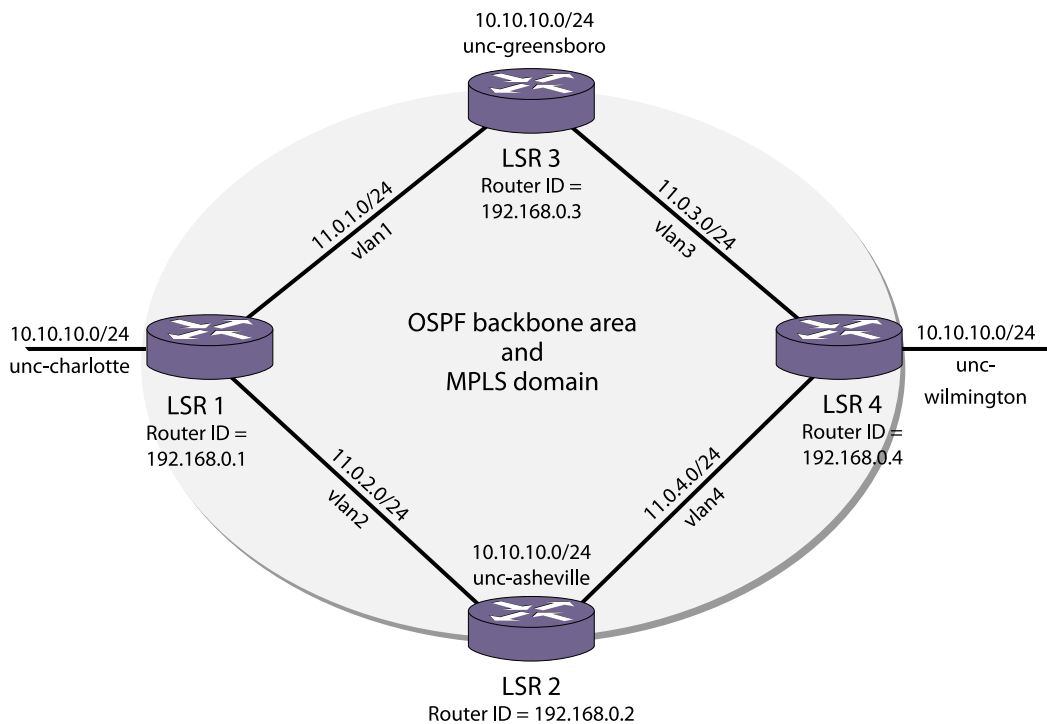 10.10.10.0/24
unc-greensboro
LSR 3
Router ID =
192.168.0.3
11.0.1.0/24
vlan1
11.0.3.0/24
vlan3
10.10.10.0/24
unc-charlotte
OSPF backbone area
and
MPLS domain
10.10.10.0/24
unc-
wilmington
LSR 1
Router ID =
192.168.0.1
LSR 4
Router ID =
192.168.0.4
11.0.2.0/24
vlan2
11.0.4.0/24
vlan4
10.10.10.0/24
unc-asheville
LSR 2
Router ID = 192.168.0.2